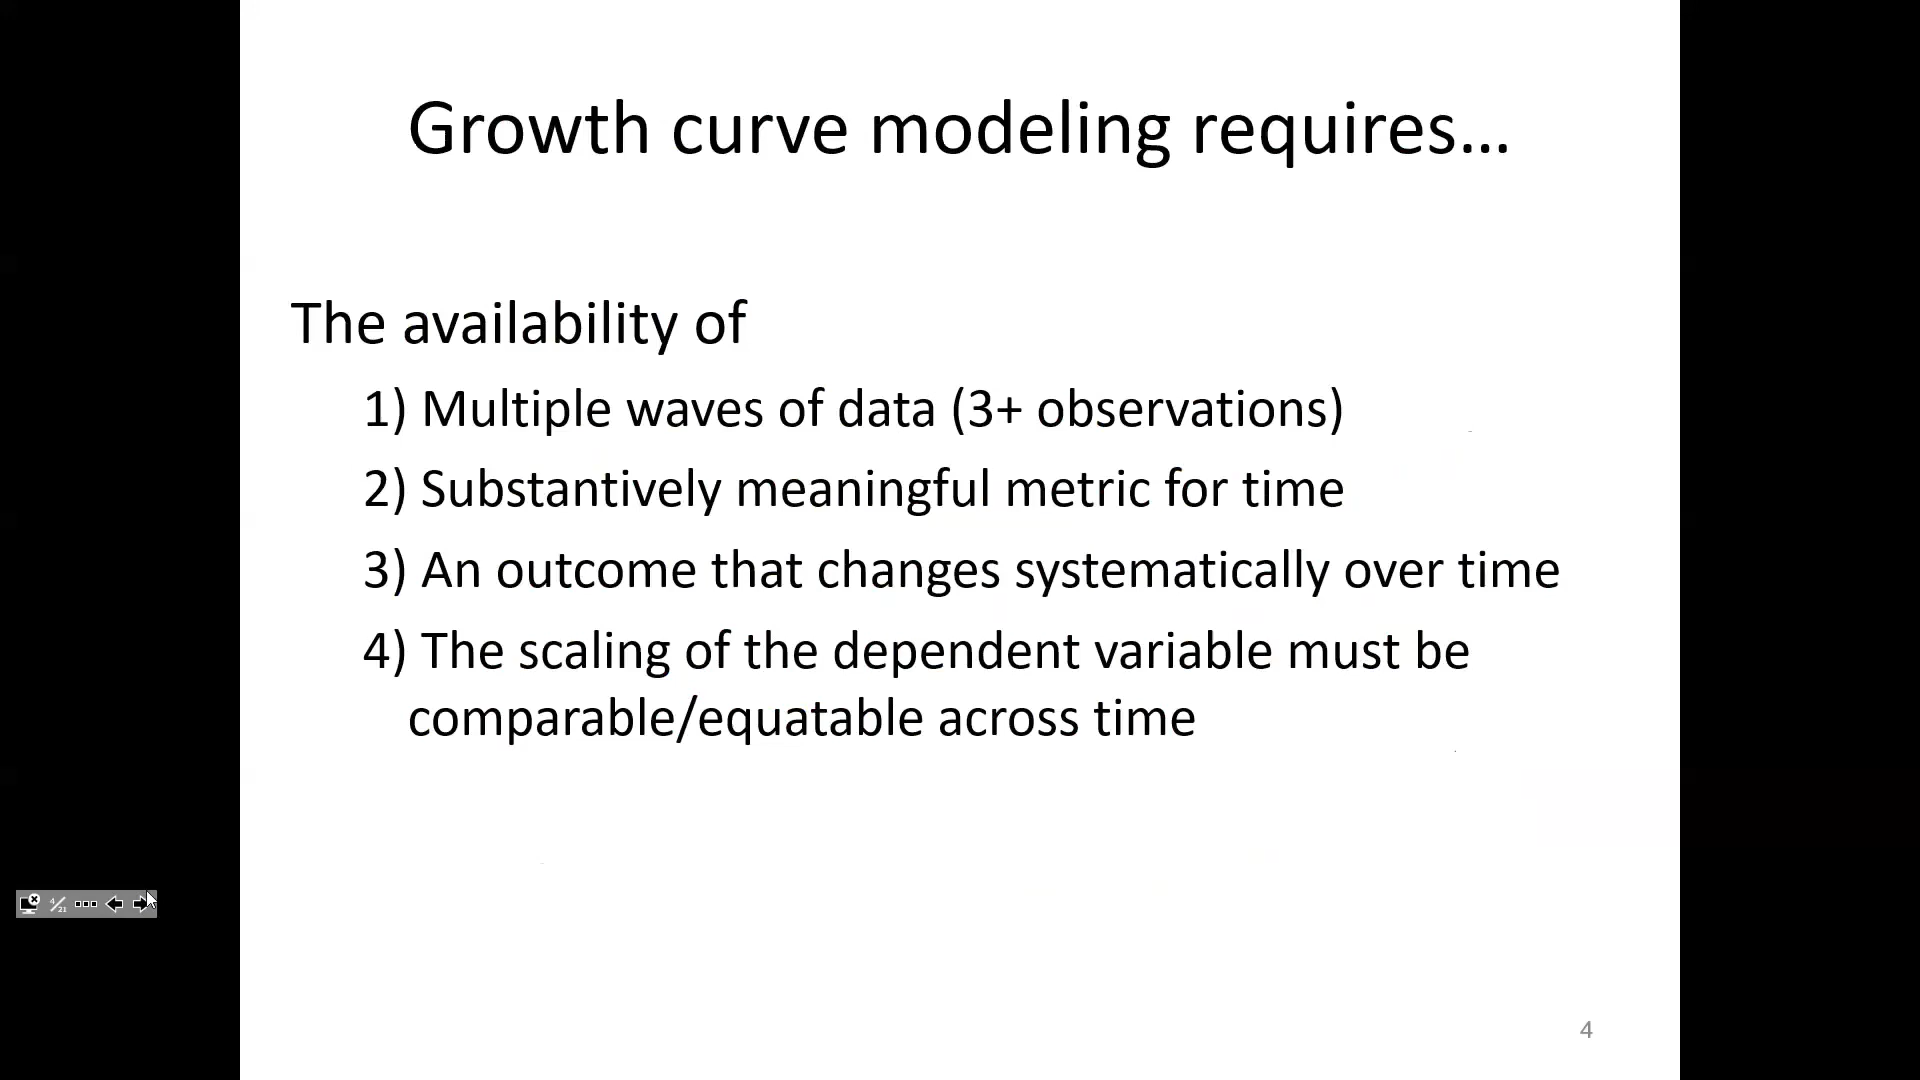 Growth curve modeling requires…
The availability of
1) Multiple waves of data (3+ observations)
2) Substantively meaningful metric for time
3) An outcome that changes systematically over time
4) The scaling of the dependent variable must be
comparable/equatable across time
4/21
4